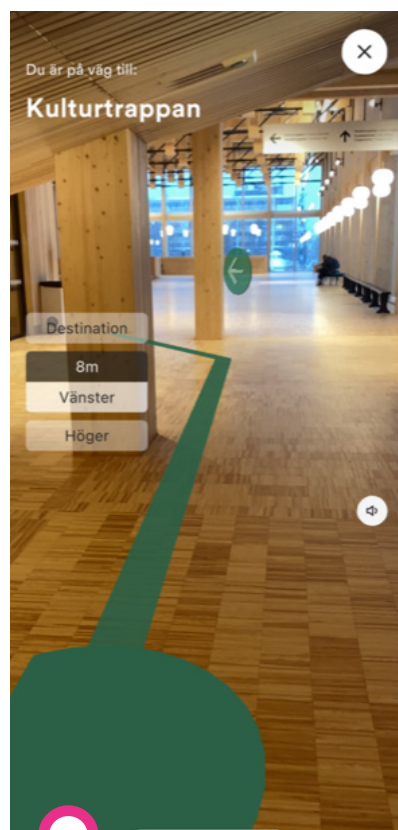 Du är på väg till:
Kulturtrappan
Destination
8m
Vänster
Höger